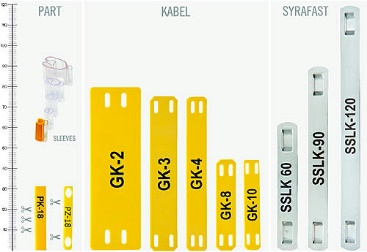 PART
KABEL
SYRAFAST
SLEEVES
PK-18
PZ-18
GK-2
GK-3
GK-4
GK-8
GK-10
SSLK 60
SSLK-90
SSLK-120